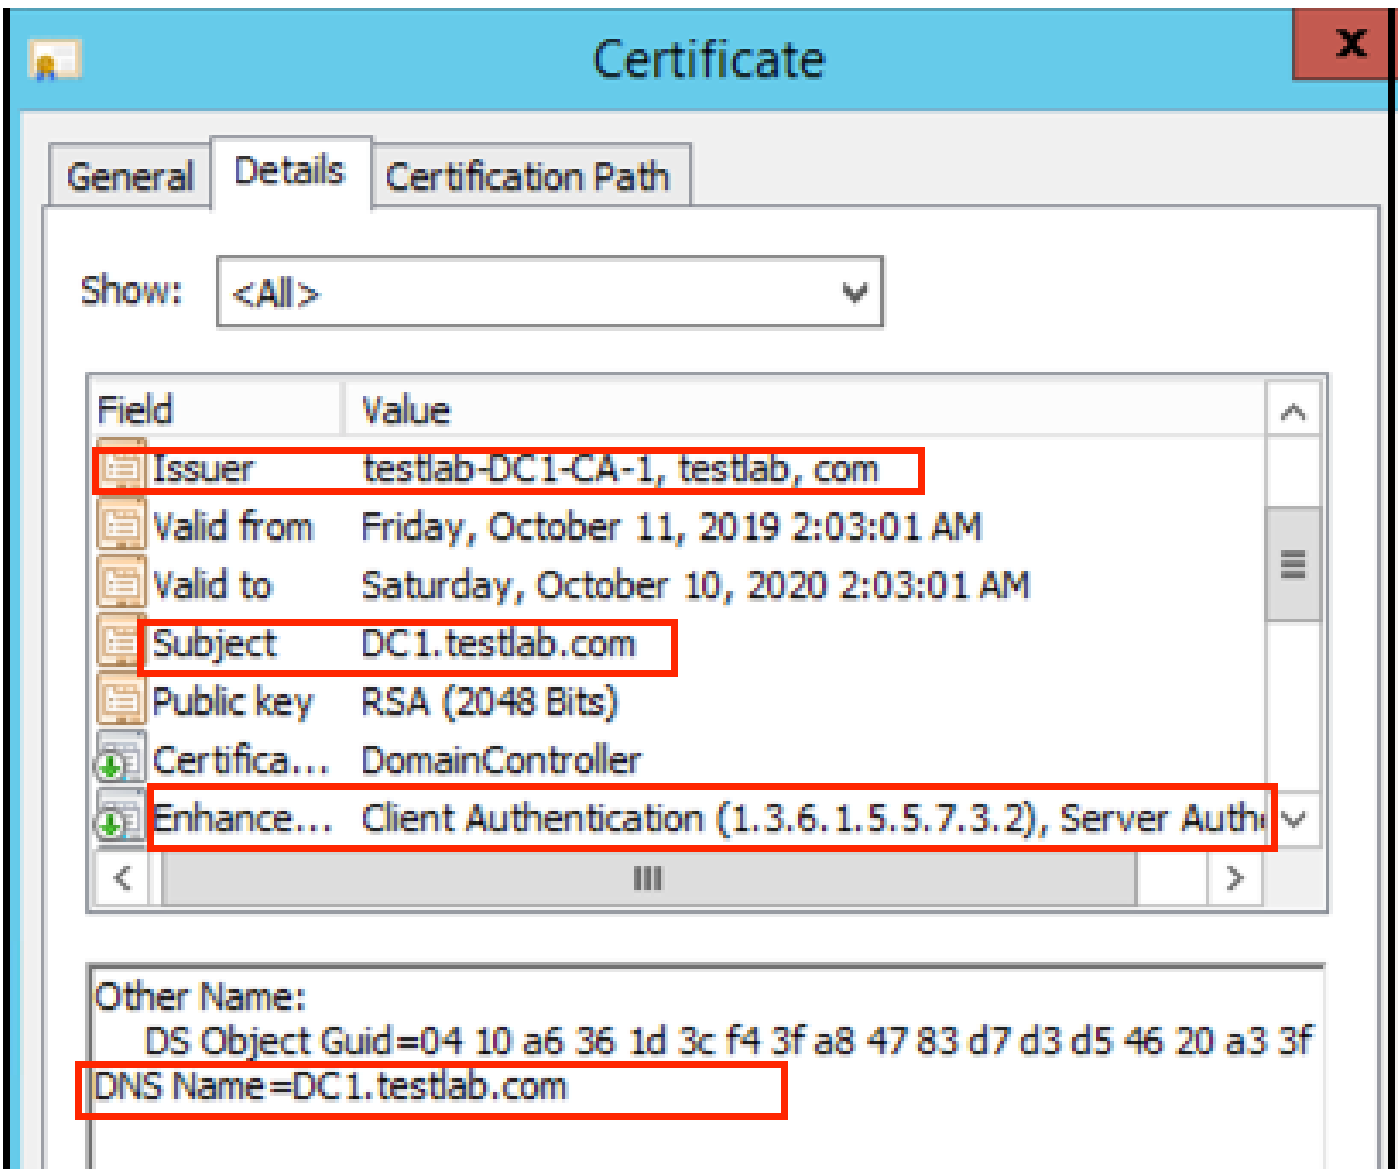 Certificate
x
General Details Certification Path
Show: <All>
Field Value
Issuer testlab-DC1-CA-1, testlab, com
Valid from Friday, October 11, 2019 2:03:01 AM
Valid to Saturday, October 10, 2020 2:03:01 AM
Subject DC1.testlab.com
Public key RSA (2048 Bits)
Certifica... DomainController
Enhance... Client Authentication (1.3.6.1.5.5.7.3.2), Server Authe
Other Name:
DS Object Guid=04 10 a6 36 1d 3c f4 3f a8 47 83 d7 d3 d5 46 20 a3 3f
DNS Name=DC1.testlab.com